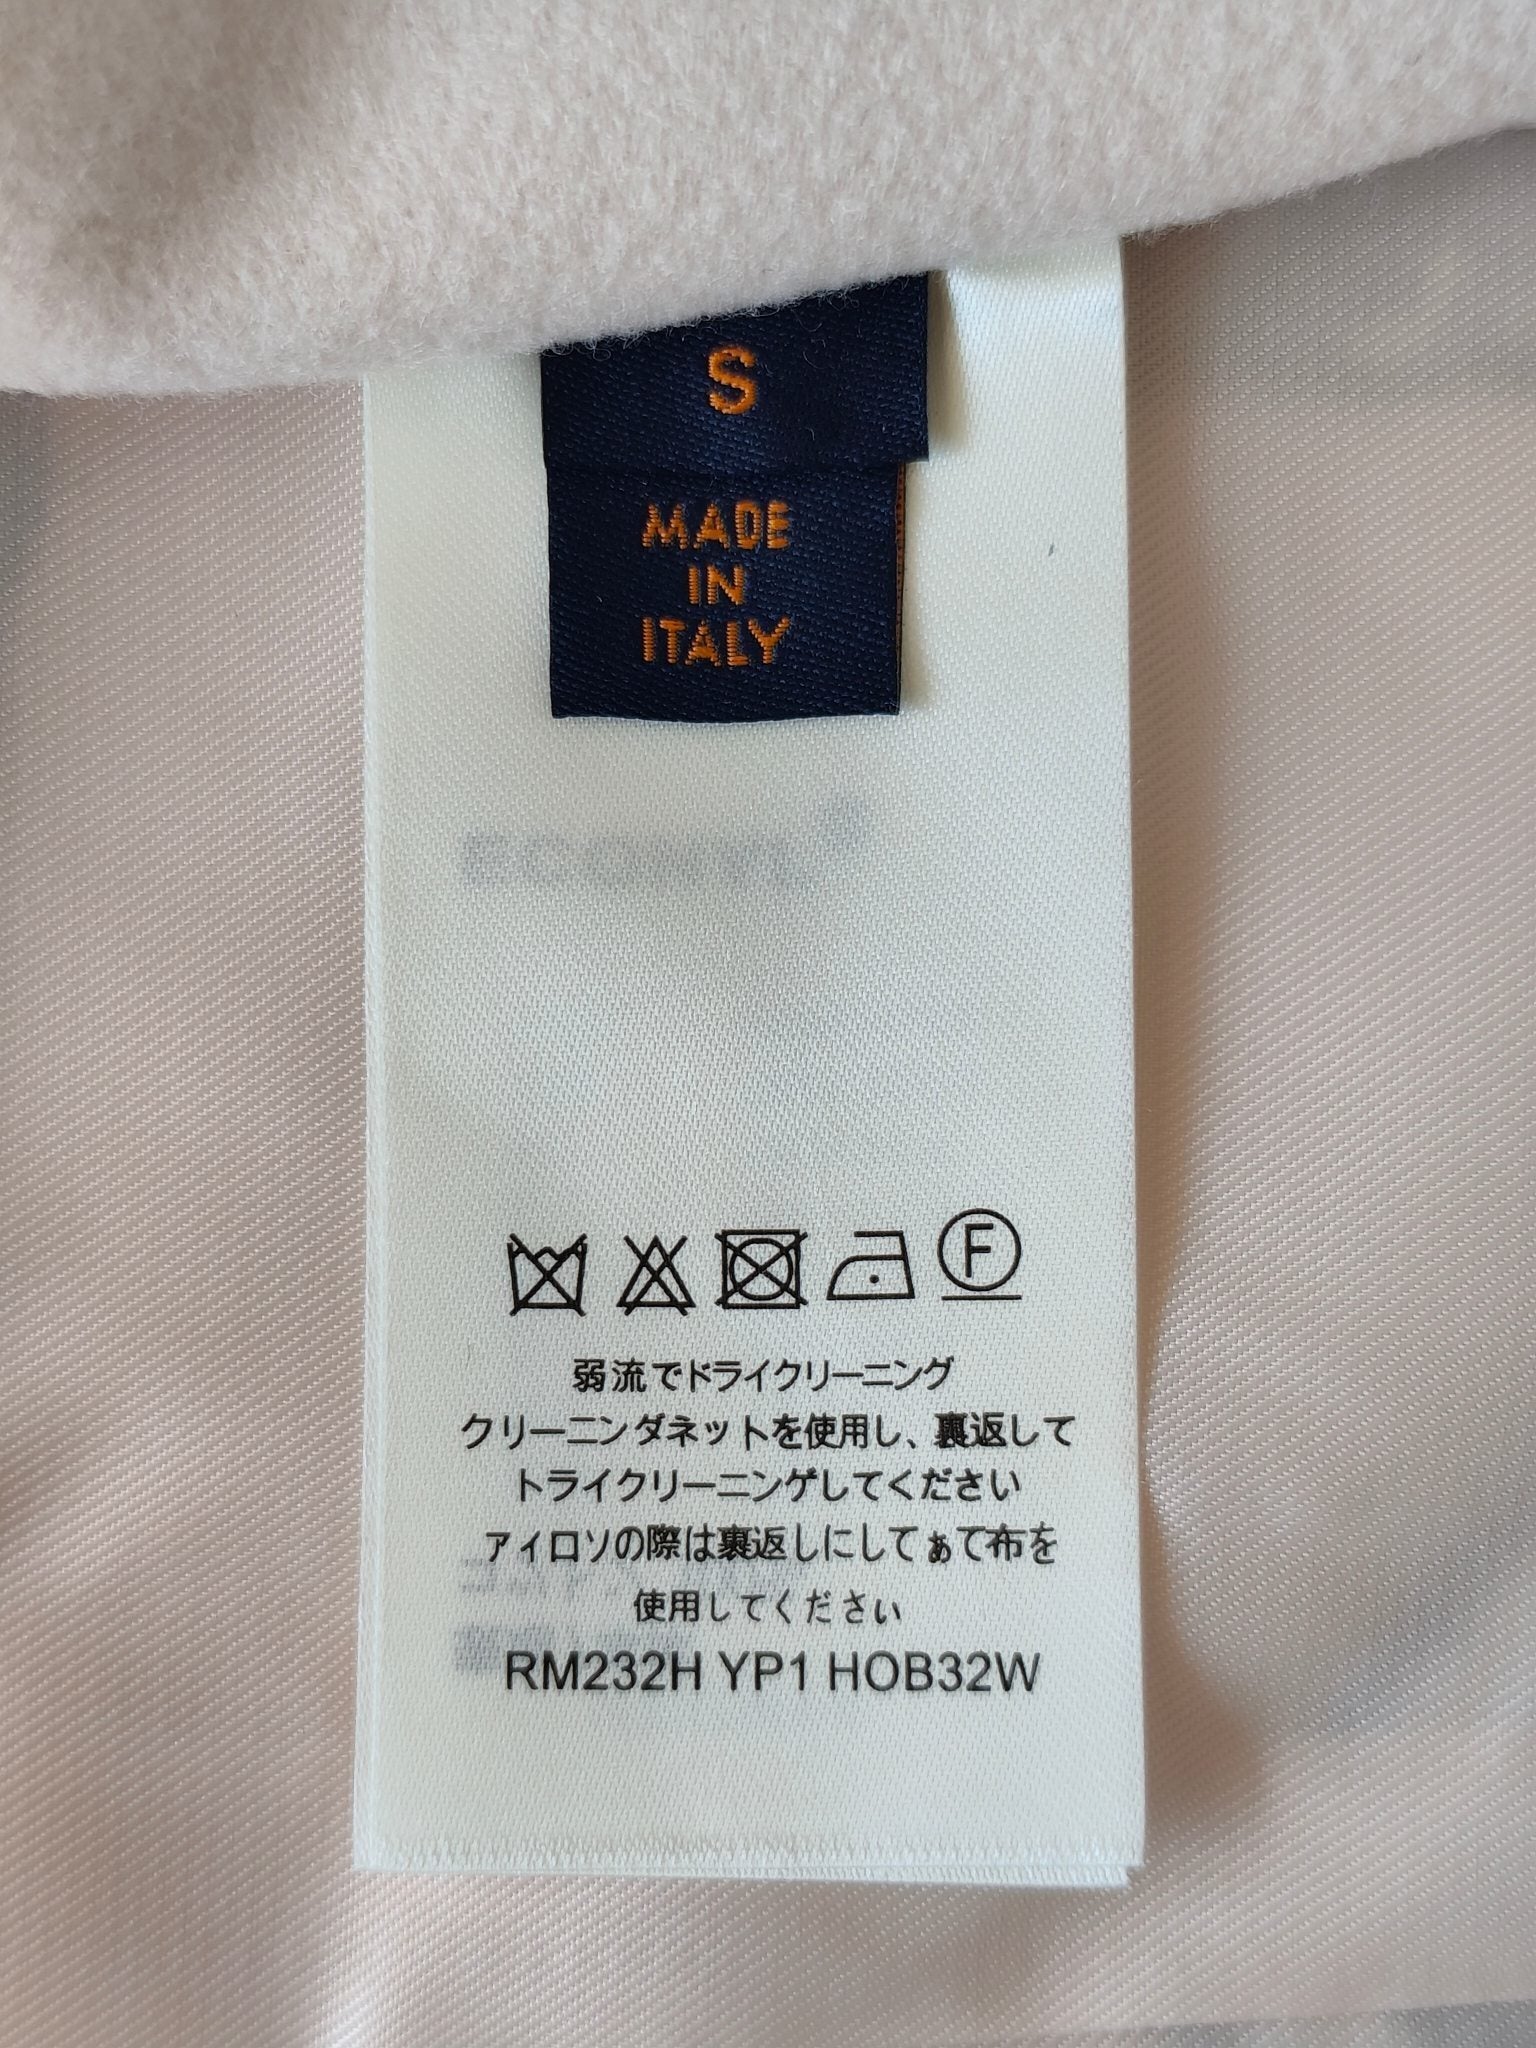 S
MADE
IN
ITALY
F
弱流でドライクリーニング
クリーニンダネットを使用し、裏返して
トライクリーニンゲしてください
ァィロソの際は裏返しにしてぁて布を
使用してください
RM232H YP1 HOB32W